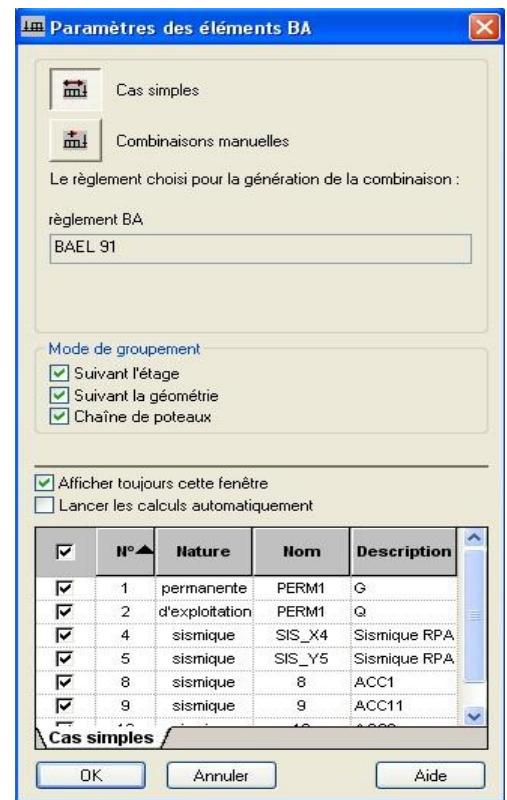 Paramètres des éléments BA
Cas simples
Combinaisons manuelles
Le règlement choisi pour la génération de la combinaison :
règlement BA
BAEL 91
Mode de groupement
Suivant l'étage
Suivant la géométrie
Chaîne de poteaux
Afficher toujours cette fenêtre
Lancer les calculs automatiquement
N° Nature Nom Description
1 permanente PERM1 G
2 d'exploitation PERM1 Q
4 sismique SIS_X4 Sismique RPA
5 sismique SIS_Y5 Sismique RPA
8 sismique 8 ACC1
9 sismique 9 ACC11
Cas simples
OK Annuler Aide